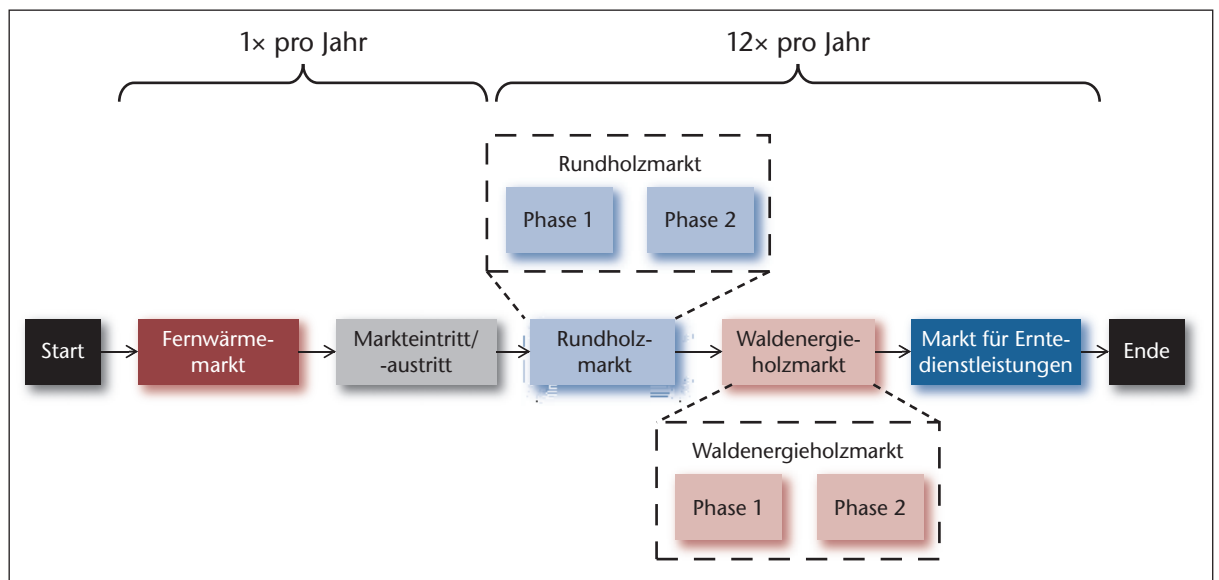 1× pro Jahr
12× pro Jahr
Rundholzmarkt
Phase 1
Phase 2
Start
Fernwärme-
markt
Markteintritt/
-austritt
Rundholz-
markt
Waldenergie-
holzmarkt
Markt für Ernte-
dienstleistungen
Ende
Waldenergieholzmarkt
Phase 1
Phase 2